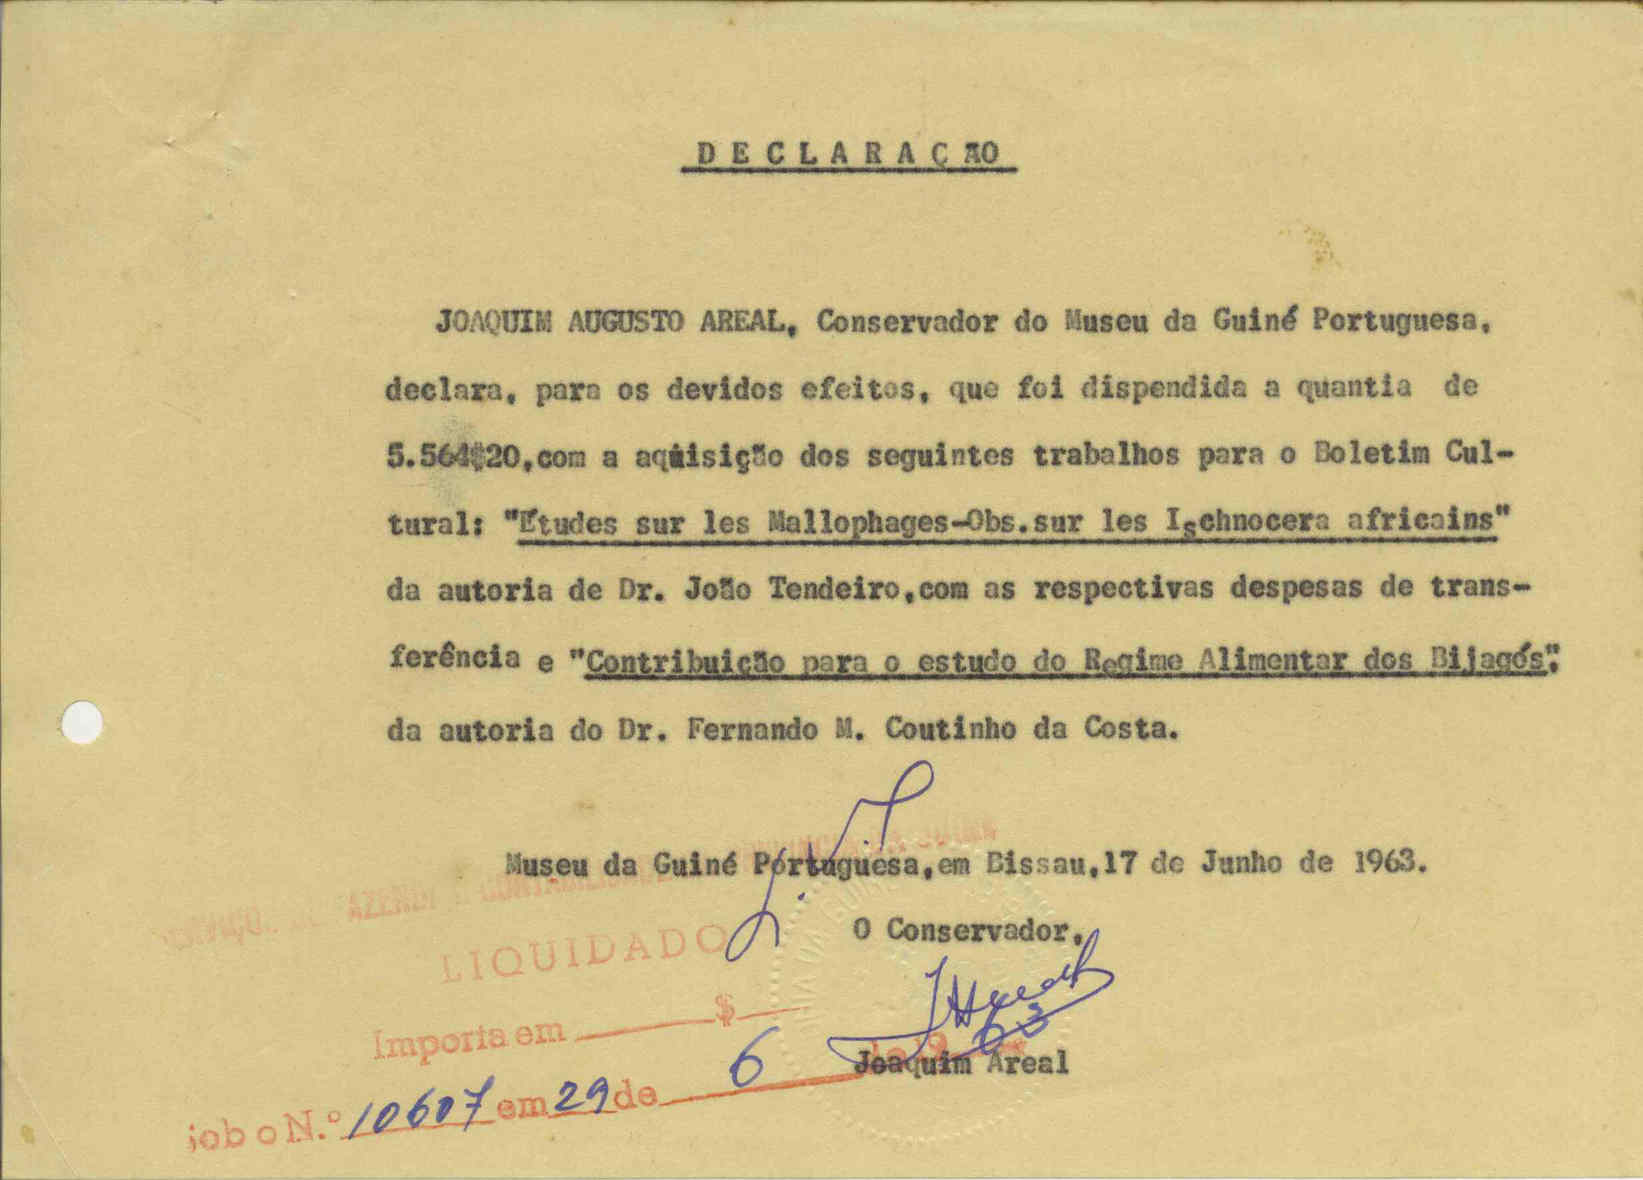 D E C L A R A Ç ÃO
JOAQUIM AUGUSTO AREAL, Conservador do Museu da Guiné Portuguesa,
declara, para os devidos efeitos, que foi dispendida a quantia de
5.564$20,com a aquisição dos seguintes trabalhos para o Boletim Cul-
tural: "Études sur les Mallophages-Obs.sur les Ischnocera africains"
da autoria de Dr. João Tendeiro,com as respectivas despesas de trans-
ferência e "Contribuição para o estudo do Regime Alimentar dos Bijagós",
da autoria do Dr. Fernando M. Coutinho da Costa.
Museu da Guiné Portuguesa,em Bissau,17 de Junho de 1963.
O Conservador,
Joaquim Areal
LIQUIDADO
Importa em $
sob o N.º 10607 em 29 de 6 de 1963